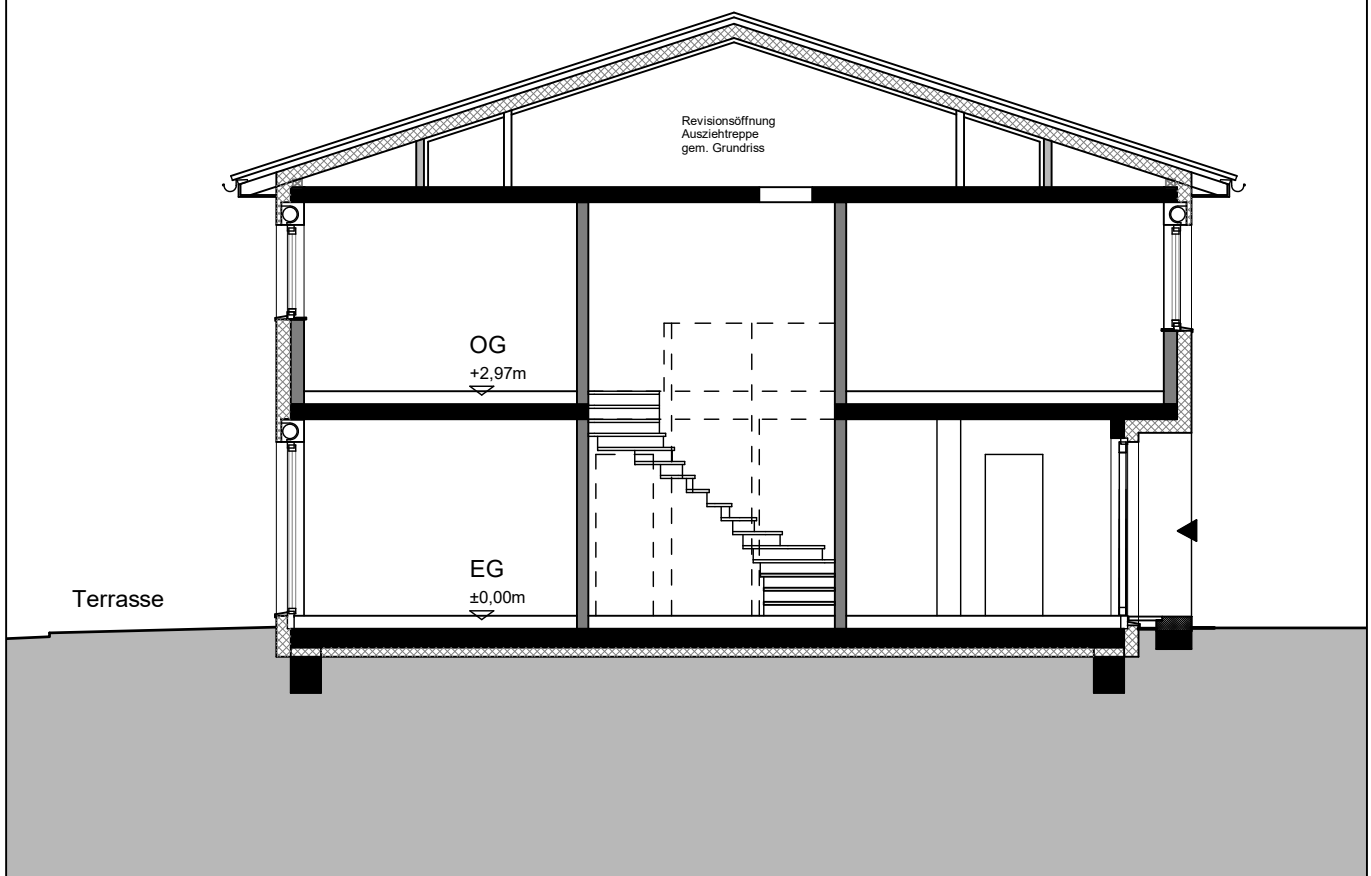 Revisionsöffnung
Ausziehtreppe
gem. Grundriss
OG
+2,97m
EG
±0,00m
Terrasse